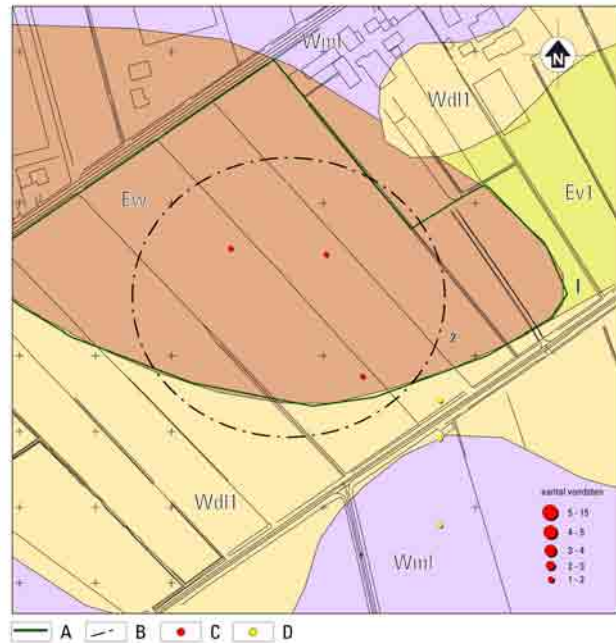 Wml
N
Wdl1
Ew
Ev1
1
2
Wdl1
Wml
aantal vondsten
5 - 15
4 - 5
3 - 4
2 - 3
1 - 2
A B C D